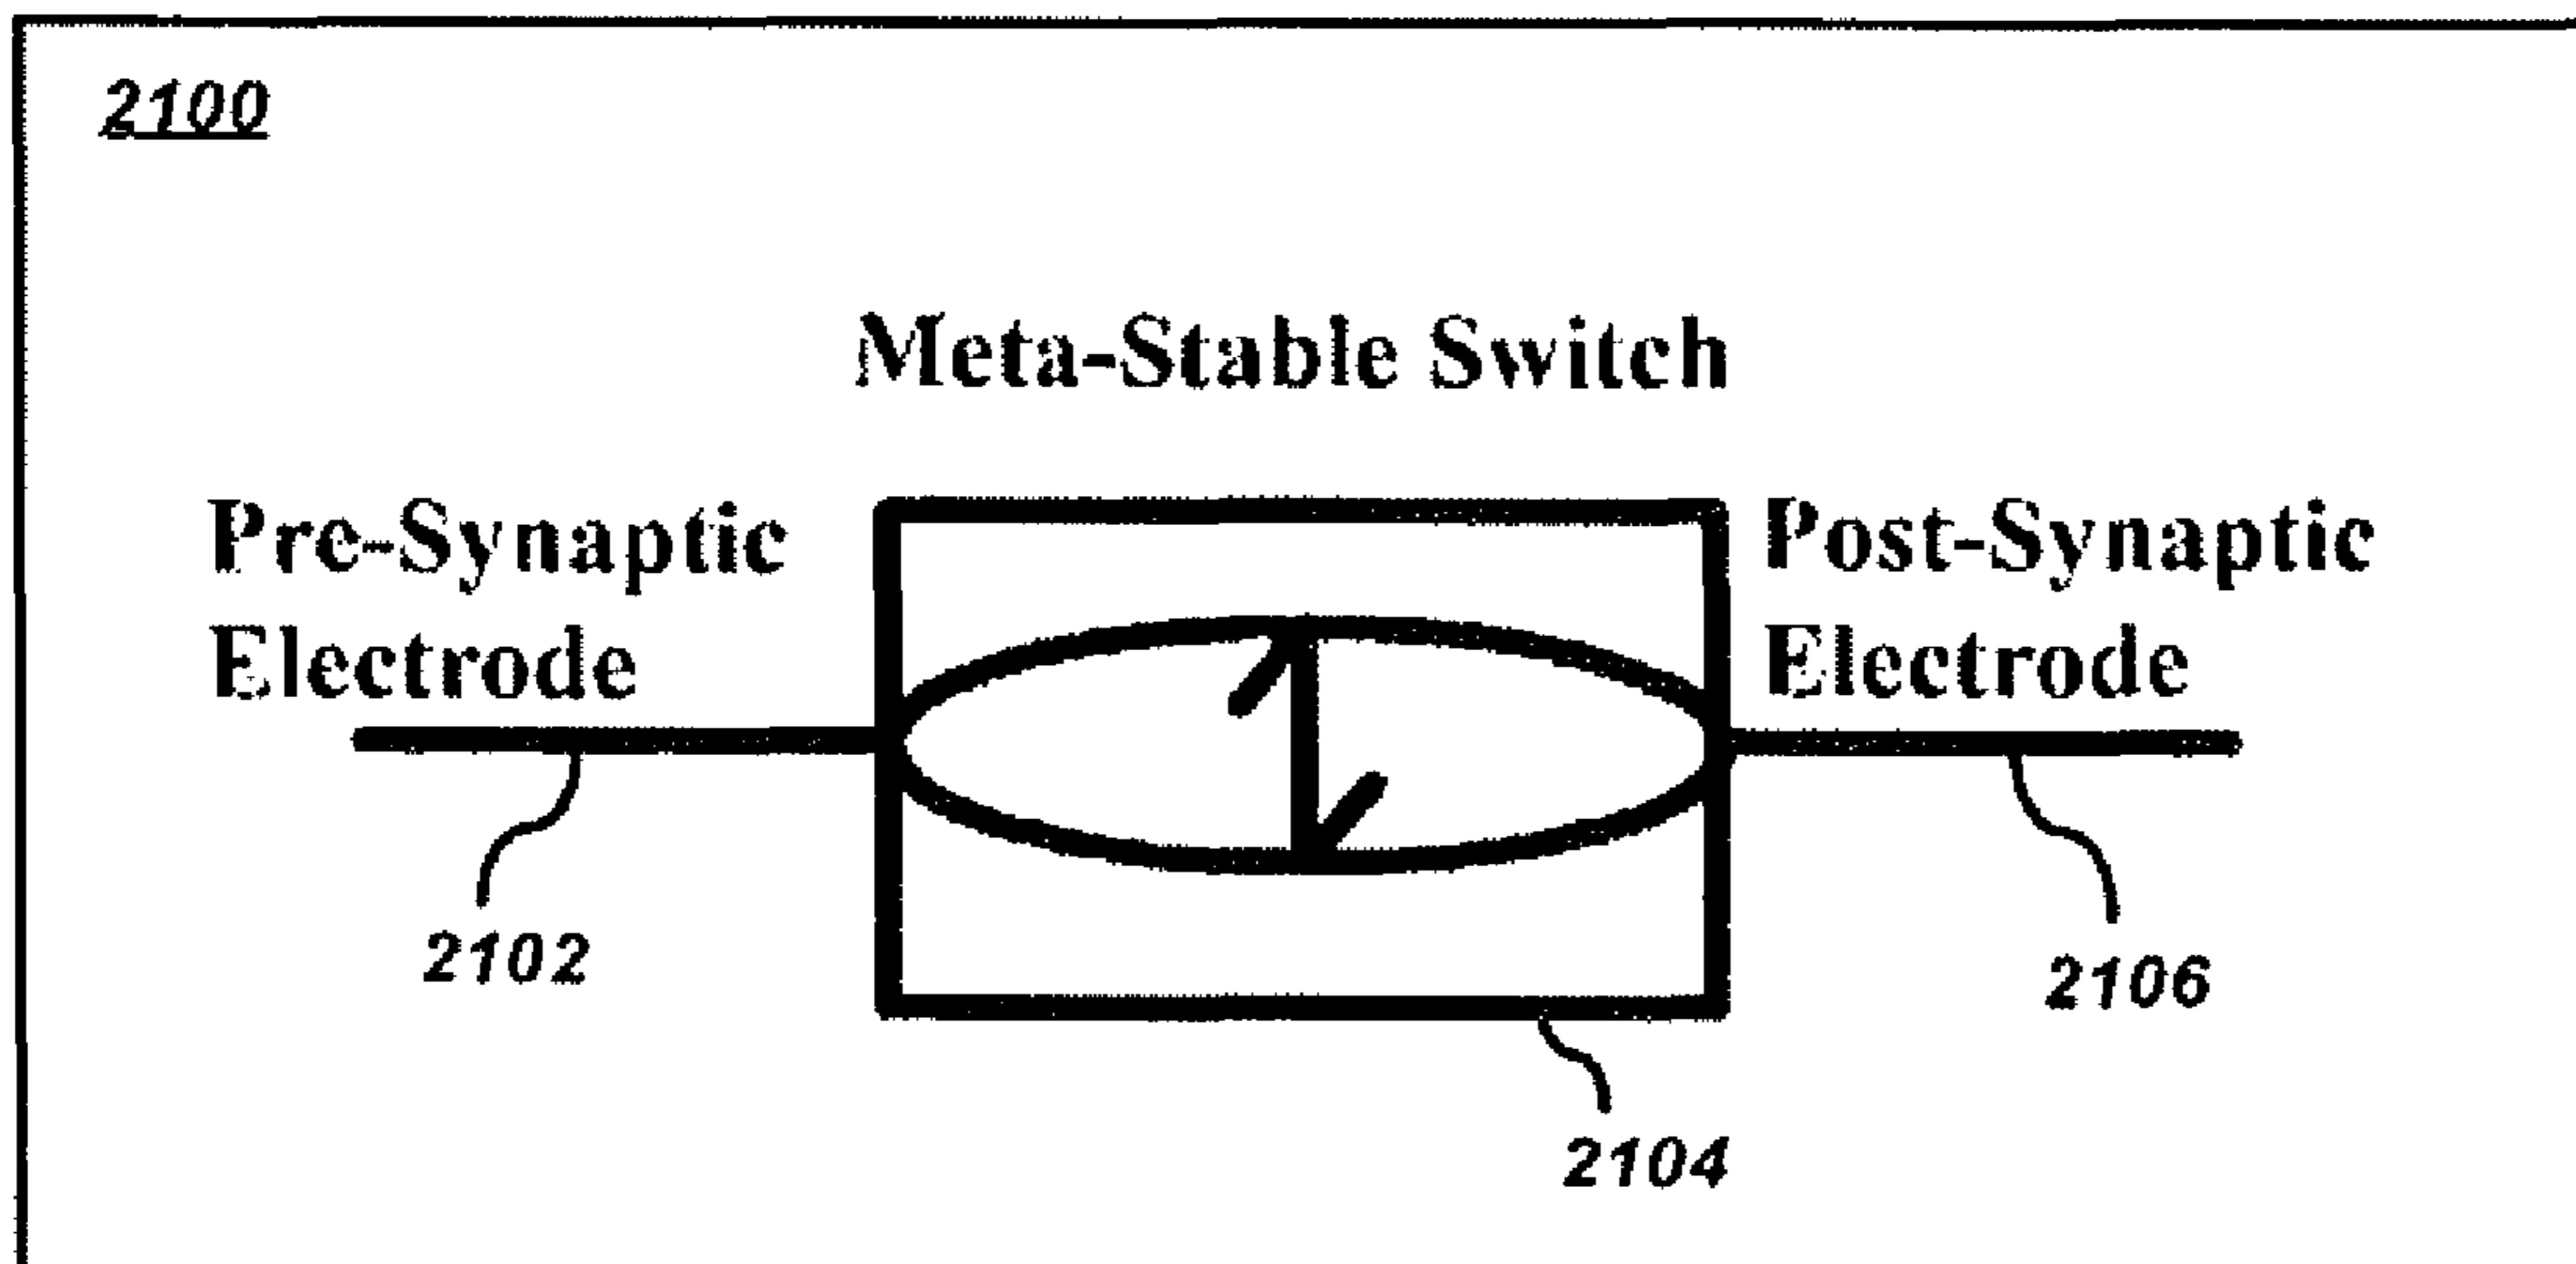 2100
Meta-Stable Switch
Pre-Synaptic
Electrode
Post-Synaptic
Electrode
2102
2106
2104